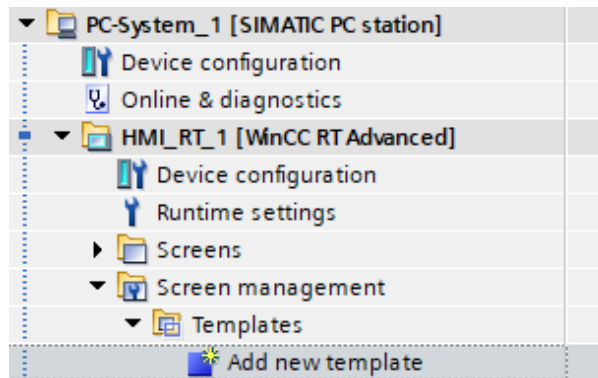 PC-System_1 [SIMATIC PC station]
Device configuration
Online & diagnostics
HMI_RT_1 [WinCC RT Advanced]
Device configuration
Runtime settings
Screens
Screen management
Templates
Add new template